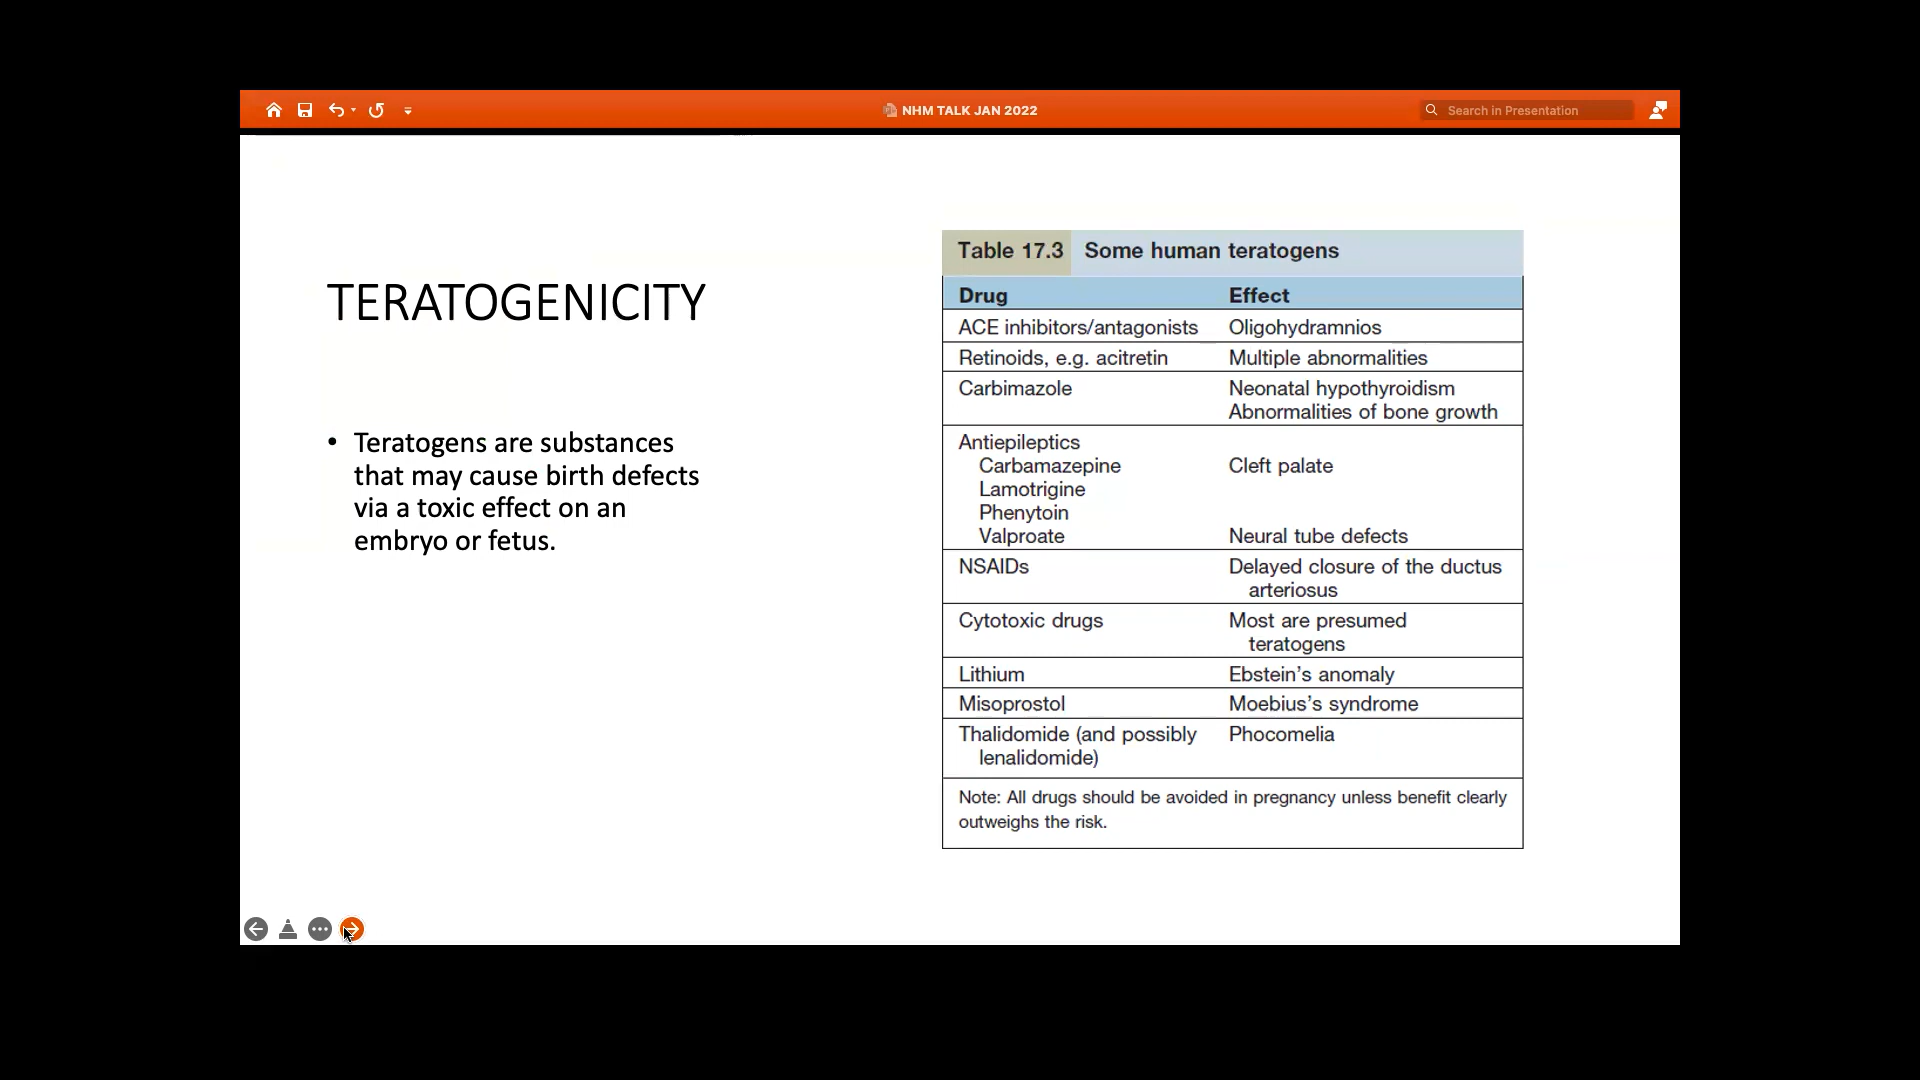 NHM TALK JAN 2022
Search in Presentation
TERATOGENICITY
• Teratogens are substances
that may cause birth defects
via a toxic effect on an
embryo or fetus.
Table 17.3 Some human teratogens
Drug Effect
ACE inhibitors/antagonists Oligohydramnios
Retinoids, e.g. acitretin Multiple abnormalities
Carbimazole Neonatal hypothyroidism
Abnormalities of bone growth
Antiepileptics
Carbamazepine Cleft palate
Lamotrigine
Phenytoin
Valproate Neural tube defects
NSAIDs Delayed closure of the ductus
arteriosus
Cytotoxic drugs Most are presumed
teratogens
Lithium Ebstein's anomaly
Misoprostol Moebius's syndrome
Thalidomide (and possibly Phocomelia
lenalidomide)
Note: All drugs should be avoided in pregnancy unless benefit clearly
outweighs the risk.